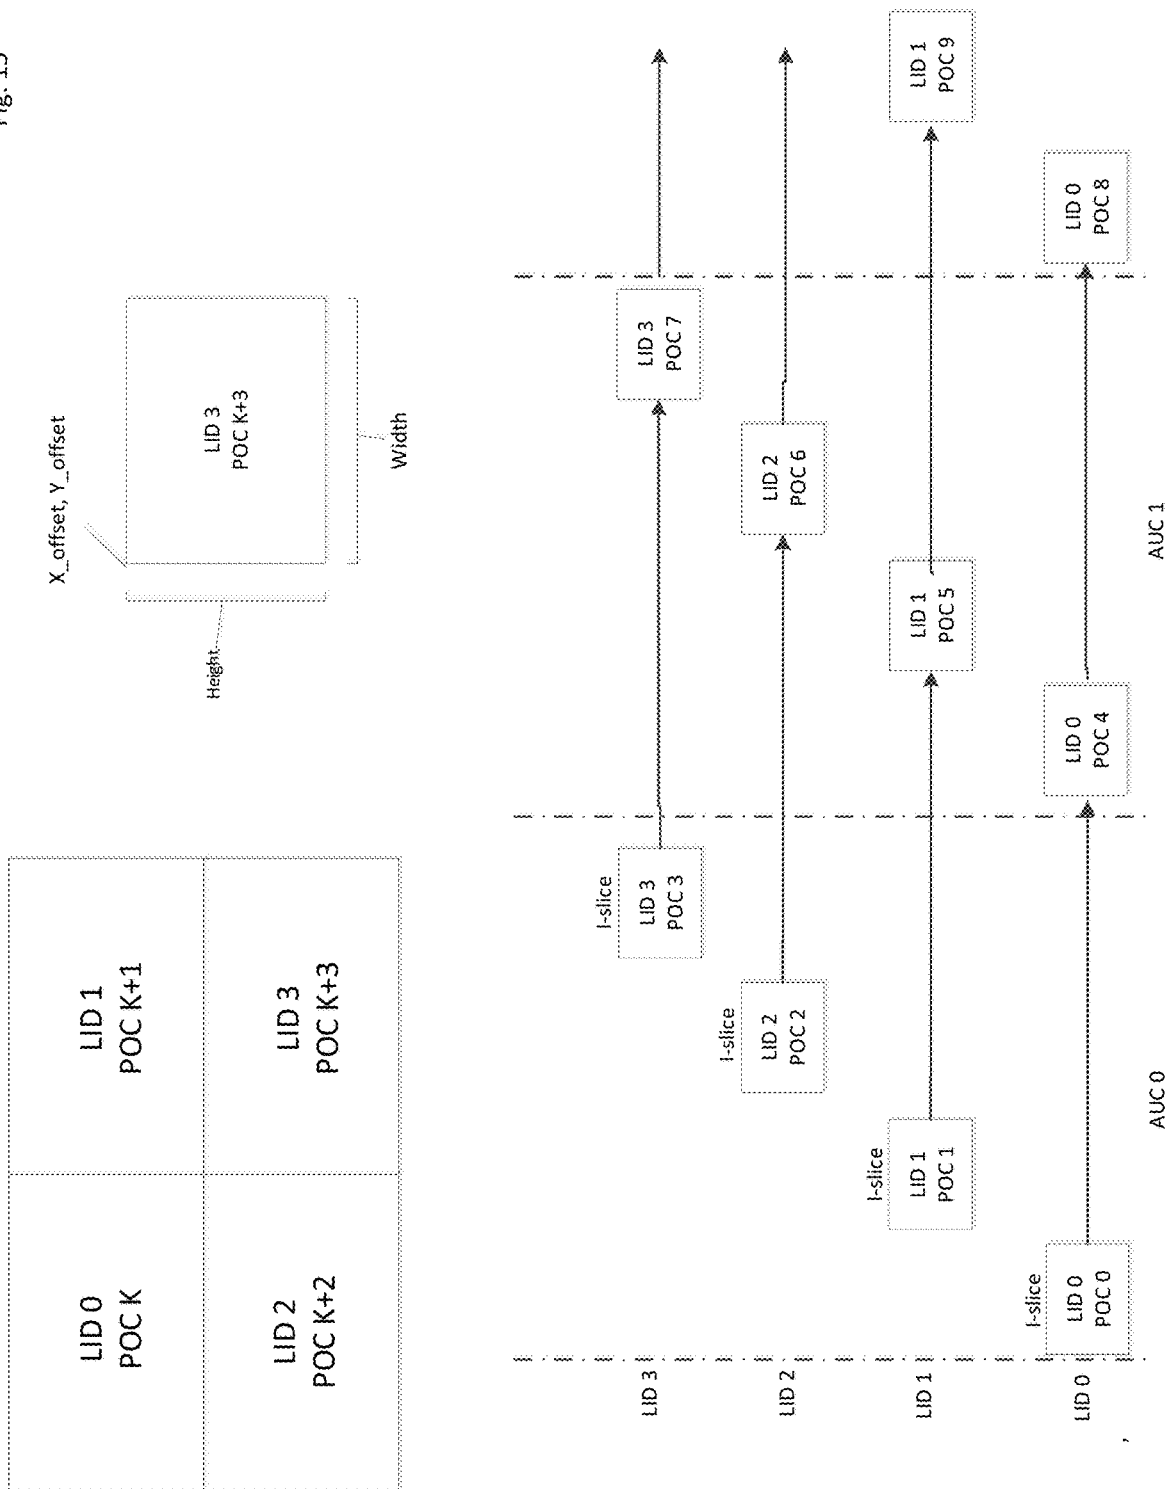 Fig.
LID 0
POC K
LID 1
POC K+1
LID 2
POC K+2
LID 3
POC K+3
X_offset, Y_offset
Height
LID 3
POC K+3
Width
LID 3
I-slice
LID 3
POC 3
LID 3
POC 7
LID 2
I-slice
LID 2
POC 2
LID 2
POC 6
LID 1
I-slice
LID 1
POC 1
LID 1
POC 5
LID 1
POC 9
LID 0
I-slice
LID 0
POC 0
LID 0
POC 4
LID 0
POC 8
,
AUC 0
AUC 1